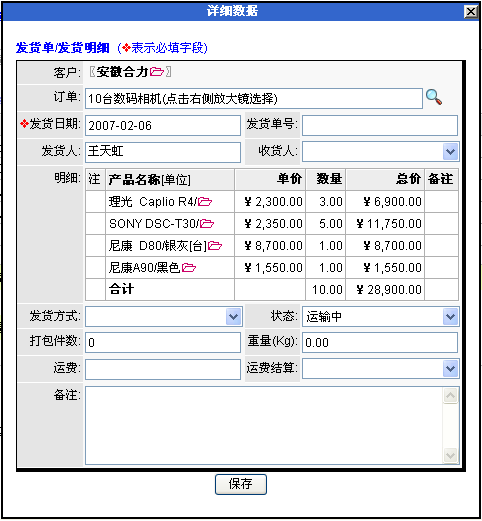 详细数据
发货单/发货明细 (❖表示必填字段)
客户: 〖安徽合力〗
订单: 10台数码相机(点击右侧放大镜选择)
❖发货日期: 2007-02-06 发货单号:
发货人: 王天虹 收货人:
明细: 注 产品名称[单位] 单价 数量 总价 备注
理光 Caplio R4/ ¥ 2,300.00 3.00 ¥ 6,900.00
SONY DSC-T30/ ¥ 2,350.00 5.00 ¥ 11,750.00
尼康 D80/银灰[台] ¥ 8,700.00 1.00 ¥ 8,700.00
尼康A90/黑色 ¥ 1,550.00 1.00 ¥ 1,550.00
合计 10.00 ¥ 28,900.00
发货方式: 状态: 运输中
打包件数: 0 重量(Kg): 0.00
运费: 运费结算:
备注:
保存